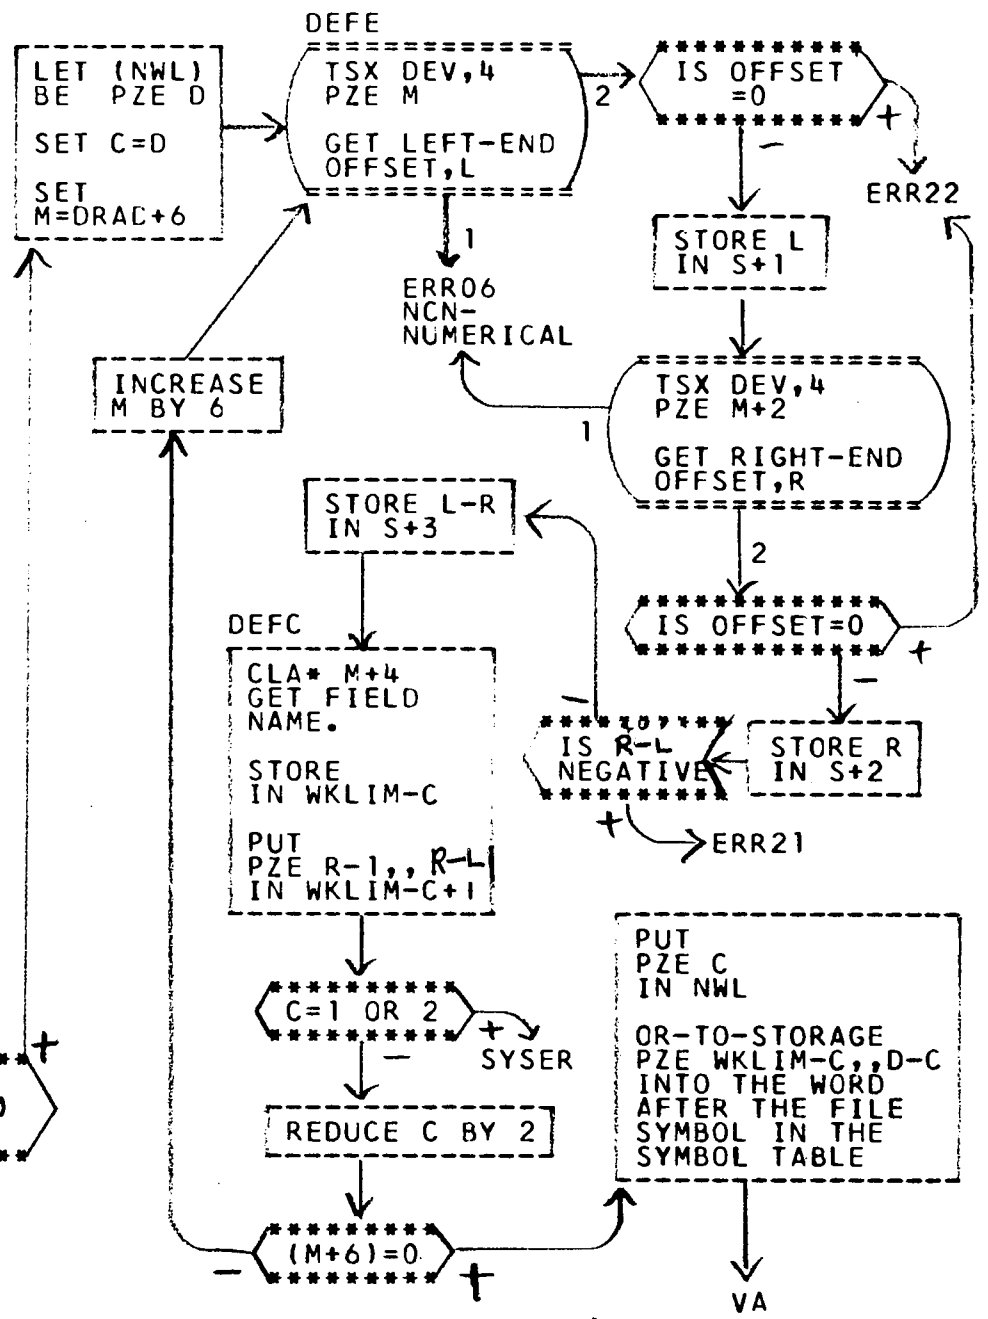 DEFE
LET (NWL)
BE PZE D
SET C=D
SET
M=DRAC+6
TSX DEV,4
PZE M
GET LEFT-END
OFFSET,L
2
IS OFFSET
=0
+
-
ERR22
1
ERR06
NCN-
NUMERICAL
STORE L
IN S+1
INCREASE
M BY 6
TSX DEV,4
PZE M+2
GET RIGHT-END
OFFSET,R
1
2
STORE L-R
IN S+3
IS OFFSET=0
+
-
DEFC
CLA* M+4
GET FIELD
NAME.
STORE
IN WKLIM-C
PUT
PZE R-1,, R-L
IN WKLIM-C+1
-
IS R-L
NEGATIVE
+
STORE R
IN S+2
ERR21
C=1 OR 2
+
-
SYSER
REDUCE C BY 2
(M+6)=0
-
+
PUT
PZE C
IN NWL
OR-TO-STORAGE
PZE WKLIM-C,,D-C
INTO THE WORD
AFTER THE FILE
SYMBOL IN THE
SYMBOL TABLE
VA
+